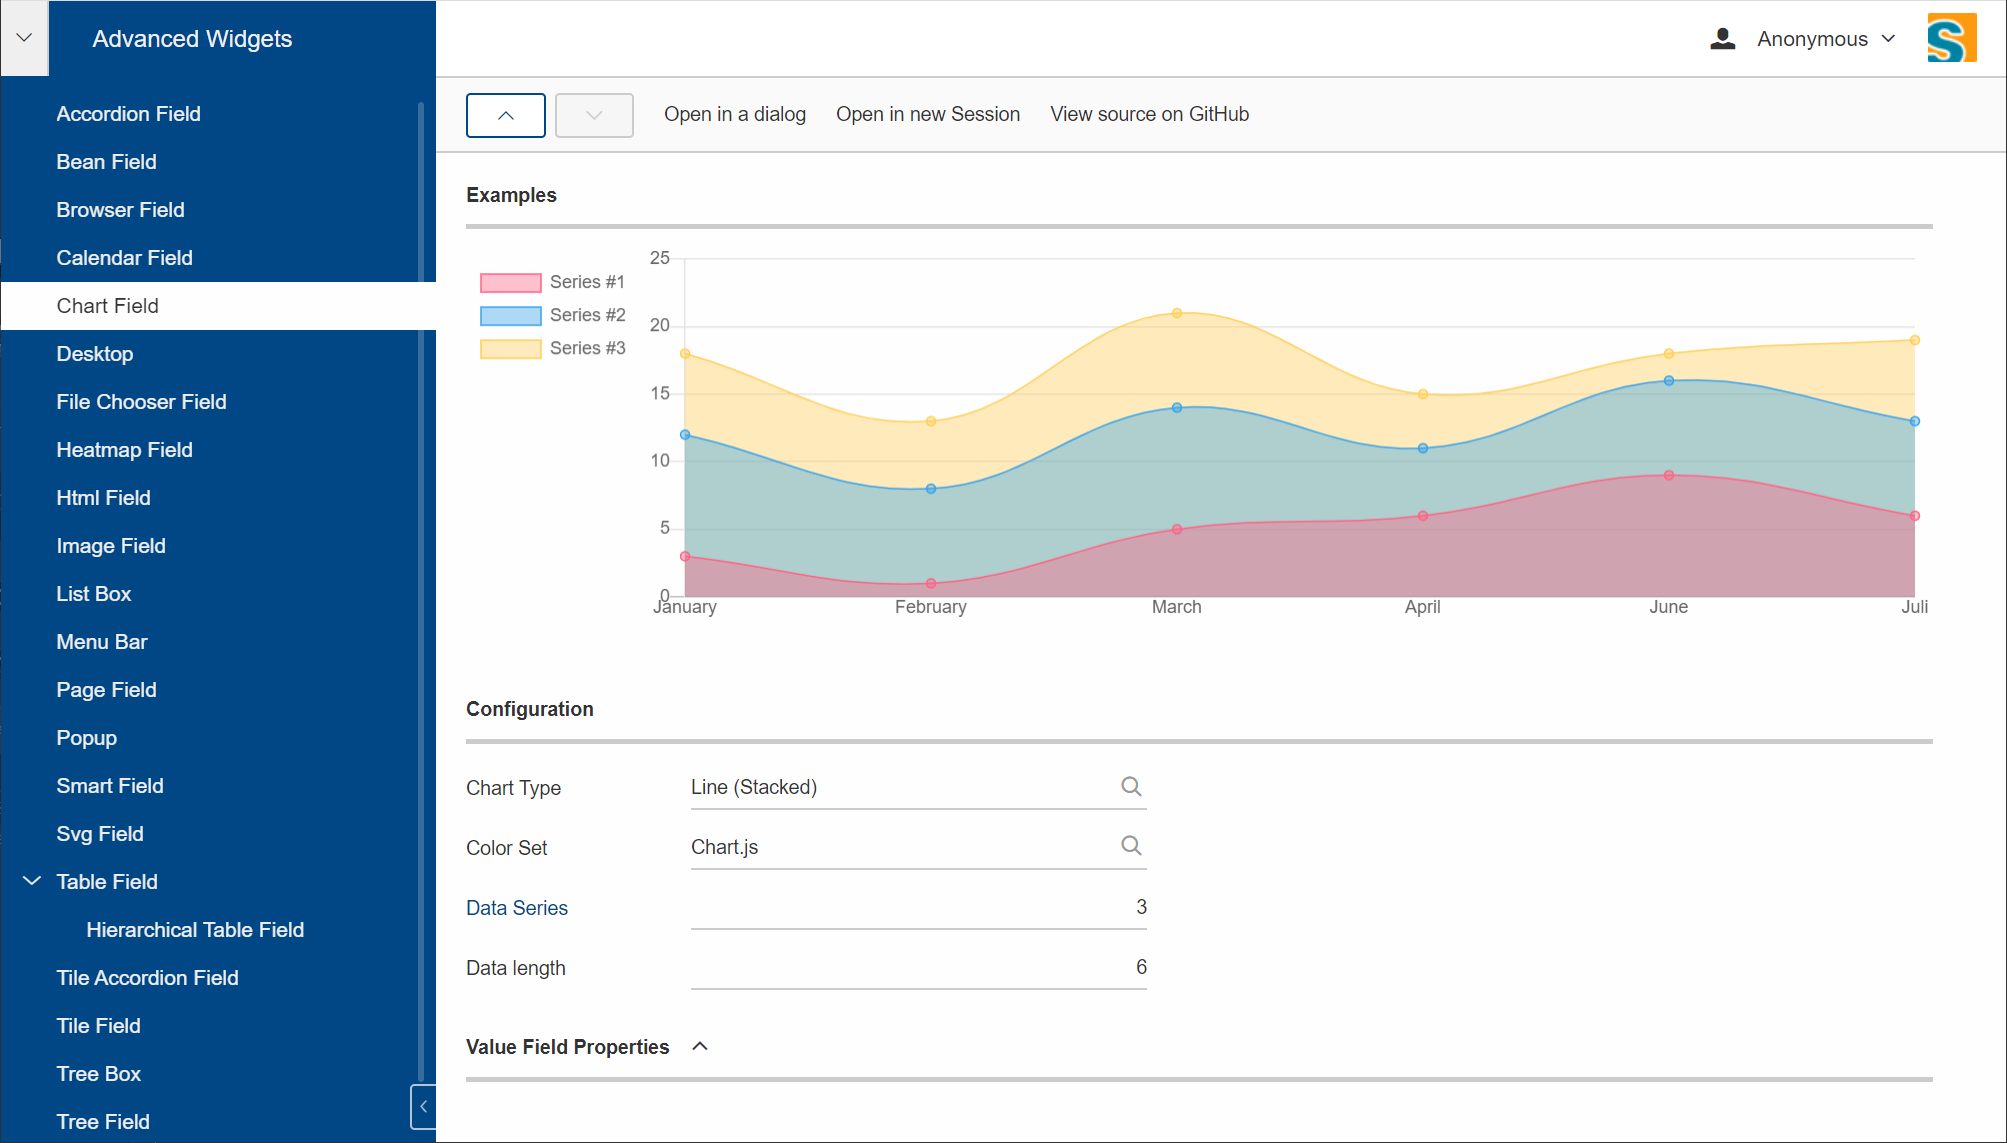 Advanced Widgets
Anonymous
Accordion Field
Bean Field
Browser Field
Calendar Field
Chart Field
Desktop
File Chooser Field
Heatmap Field
Html Field
Image Field
List Box
Menu Bar
Page Field
Popup
Smart Field
Svg Field
Table Field
Hierarchical Table Field
Tile Accordion Field
Tile Field
Tree Box
Tree Field
Open in a dialog Open in new Session View source on GitHub
Examples
Series #1
Series #2
Series #3
25
20
15
10
5
0
January February March April June Juli
Configuration
Chart Type Line (Stacked)
Color Set Chart.js
Data Series 3
Data length 6
Value Field Properties